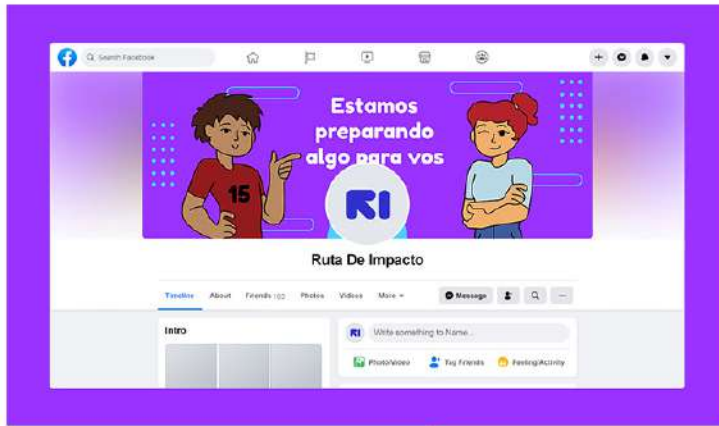 Search Facebook
Estamos
preparando
algo para vos
15
RI
Ruta De Impacto
Timeline About Friends Photos Videos More Message
Intro
RI Write something to Name...
Photo/Video Tag Friends Feeling/Activity